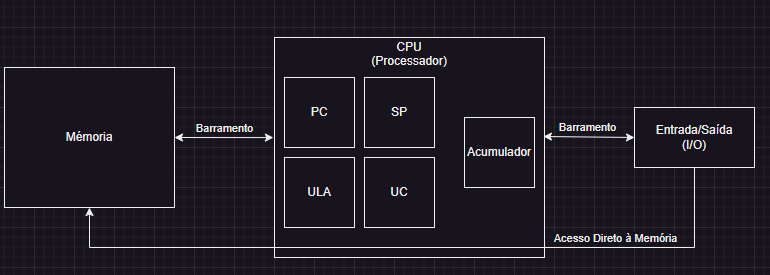 CPU
(Processador)
PC
SP
Mémoria
Barramento
Barramento
Entrada/Saída
(I/O)
Acumulador
ULA
UC
Acesso Direto à Memória